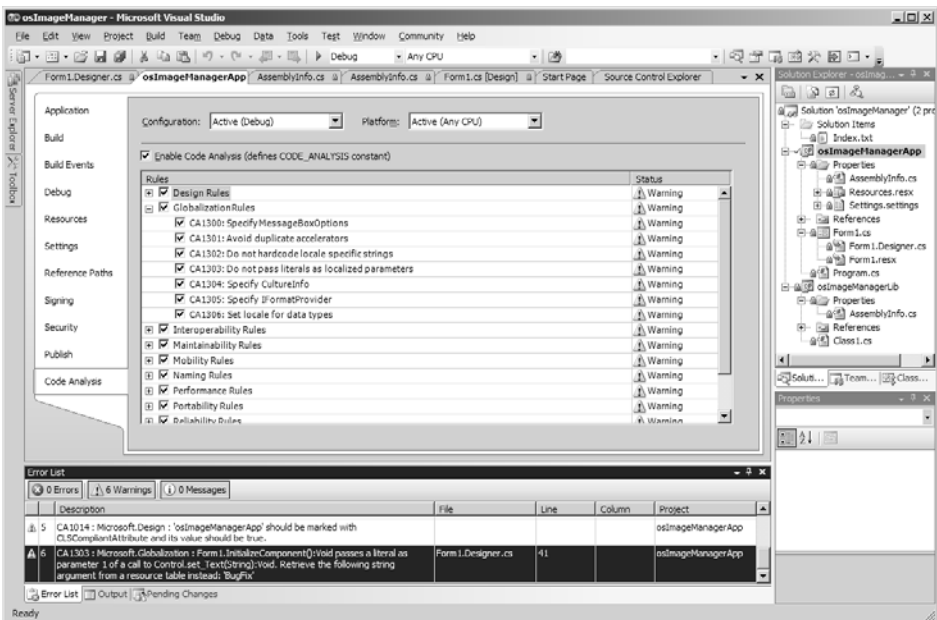 osImageManager - Microsoft Visual Studio
File Edit View Project Build Team Debug Data Tools Test Window Community Help
Debug Any CPU
Form1.Designer.cs osImageManagerApp AssemblyInfo.cs AssemblyInfo.cs Form1.cs [Design] Start Page Source Control Explorer
Server Explorer
Toolbox
Application
Build
Build Events
Debug
Resources
Settings
Reference Paths
Signing
Security
Publish
Code Analysis
Configuration: Active (Debug) Platform: Active (Any CPU)
Enable Code Analysis (defines CODE_ANALYSIS constant)
Rules Status
Design Rules Warning
GlobalizationRules Warning
CA1300: SpecifyMessageBoxOptions Warning
CA1301: Avoid duplicate accelerators Warning
CA1302: Do not hardcode locale specific strings Warning
CA1303: Do not pass literals as localized parameters Warning
CA1304: Specify CultureInfo Warning
CA1305: Specify IFormatProvider Warning
CA1306: Set locale for data types Warning
Interoperability Rules Warning
Maintainability Rules Warning
Mobility Rules Warning
Naming Rules Warning
Performance Rules Warning
Portability Rules Warning
Reliability Rules Warning
Solution Explorer - osImag...
Solution 'osImageManager' (2 pro
Solution Items
Index.txt
osImageManagerApp
Properties
AssemblyInfo.cs
Resources.resx
Settings.settings
References
Form1.cs
Form1.Designer.cs
Form1.resx
Program.cs
osImageManagerLib
Properties
AssemblyInfo.cs
References
Class1.cs
Soluti... Team... Class...
Properties
Error List
0 Errors 6 Warnings 0 Messages
Description File Line Column Project
5 CA1014 : Microsoft.Design : 'osImageManagerApp' should be marked with osImageManagerApp
CLSCompliantAttribute and its value should be true.
6 CA1303 : Microsoft.Globalization : Form1.InitializeComponent():Void passes a literal as Form1.Designer.cs 41 osImageManagerApp
parameter 1 of a call to Control.set_Text(String):Void. Retrieve the following string
argument from a resource table instead: 'BugFix'
Error List Output Pending Changes
Ready